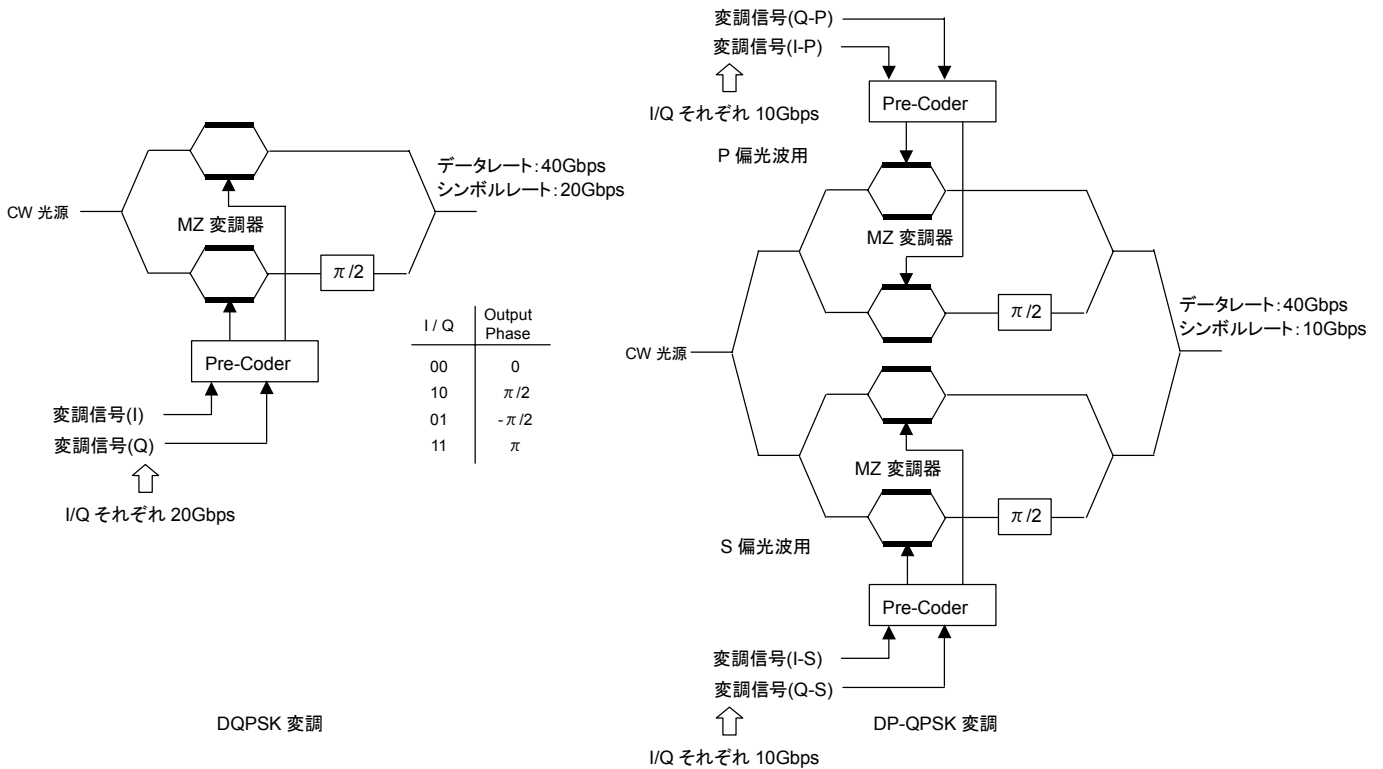 CW 光源
MZ 変調器
π/2
データレート：40Gbps
シンボルレート：20Gbps
Pre-Coder
変調信号(I)
変調信号(Q)
I/Q それぞれ 20Gbps
I / Q Output Phase
00 0
10 π/2
01 -π/2
11 π
DQPSK 変調
変調信号(Q-P)
変調信号(I-P)
I/Q それぞれ 10Gbps
Pre-Coder
P 偏光波用
MZ 変調器
π/2
CW 光源
データレート：40Gbps
シンボルレート：10Gbps
MZ 変調器
π/2
S 偏光波用
Pre-Coder
変調信号(I-S)
変調信号(Q-S)
I/Q それぞれ 10Gbps
DP-QPSK 変調